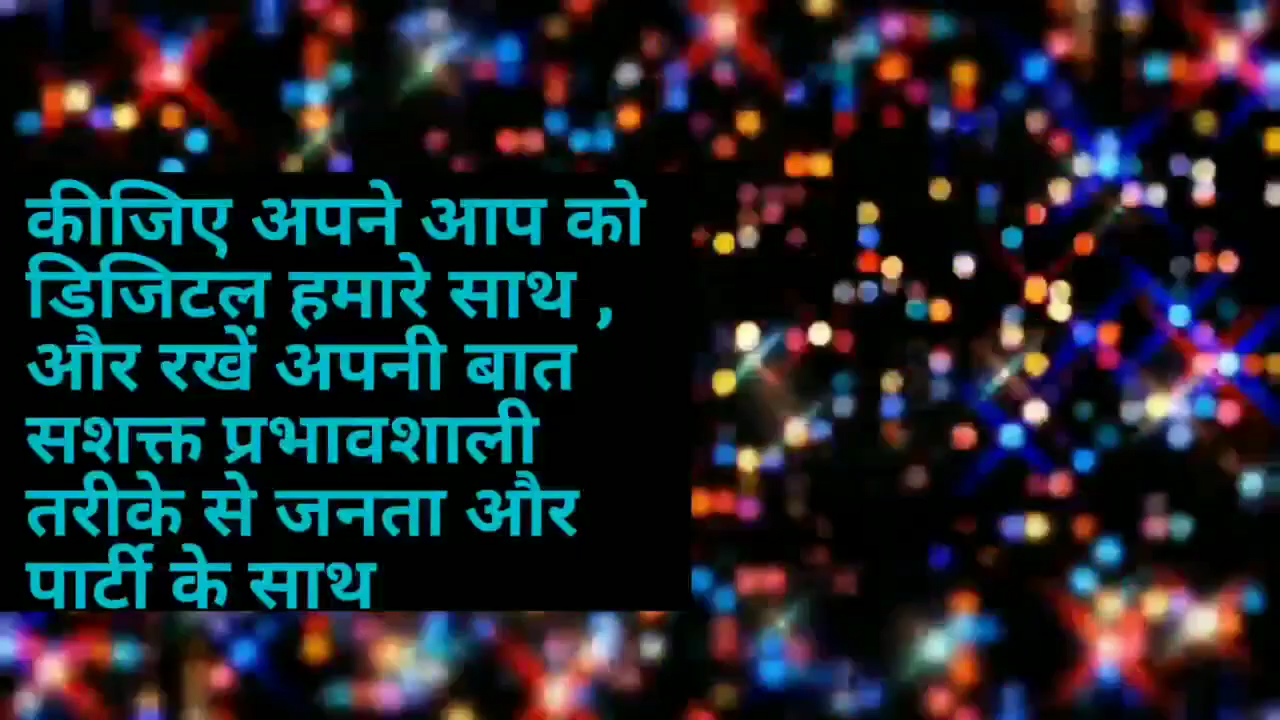 कीजिए अपने आप को
डिजिटल हमारे साथ ,
और रखें अपनी बात
सशक्त प्रभावशाली
तरीके से जनता और
पार्टी के साथ